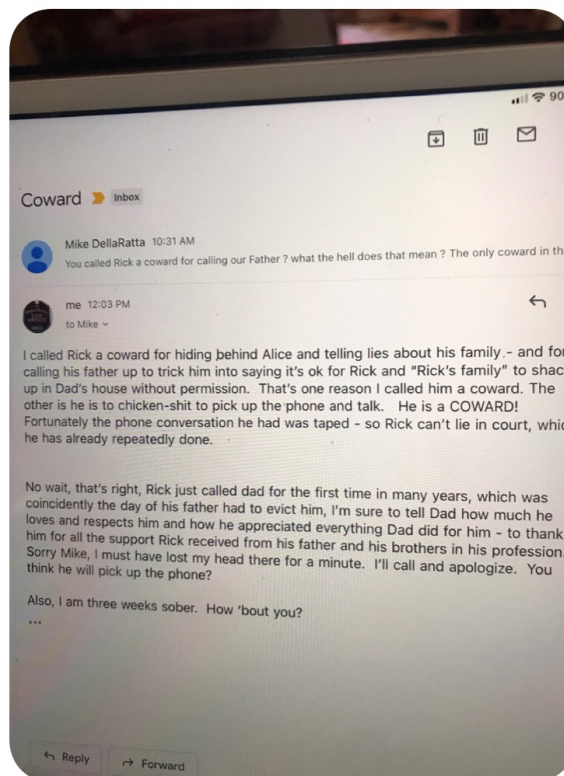 90
Coward Inbox
Mike DellaRatta 10:31 AM
You called Rick a coward for calling our Father ? what the hell does that mean ? The only coward in th
me 12:03 PM
to Mike
I called Rick a coward for hiding behind Alice and telling lies about his family.- and for
calling his father up to trick him into saying it's ok for Rick and “Rick's family” to shac
up in Dad's house without permission. That's one reason I called him a coward. The
other is he is to chicken-shit to pick up the phone and talk. He is a COWARD!
Fortunately the phone conversation he had was taped - so Rick can't lie in court, whic
he has already repeatedly done.
No wait, that's right, Rick just called dad for the first time in many years, which was
coincidently the day of his father had to evict him, I'm sure to tell Dad how much he
loves and respects him and how he appreciated everything Dad did for him - to thank
him for all the support Rick received from his father and his brothers in his profession.
Sorry Mike, I must have lost my head there for a minute. I'll call and apologize. You
think he will pick up the phone?
Also, I am three weeks sober. How ‘bout you?
...
Reply Forward